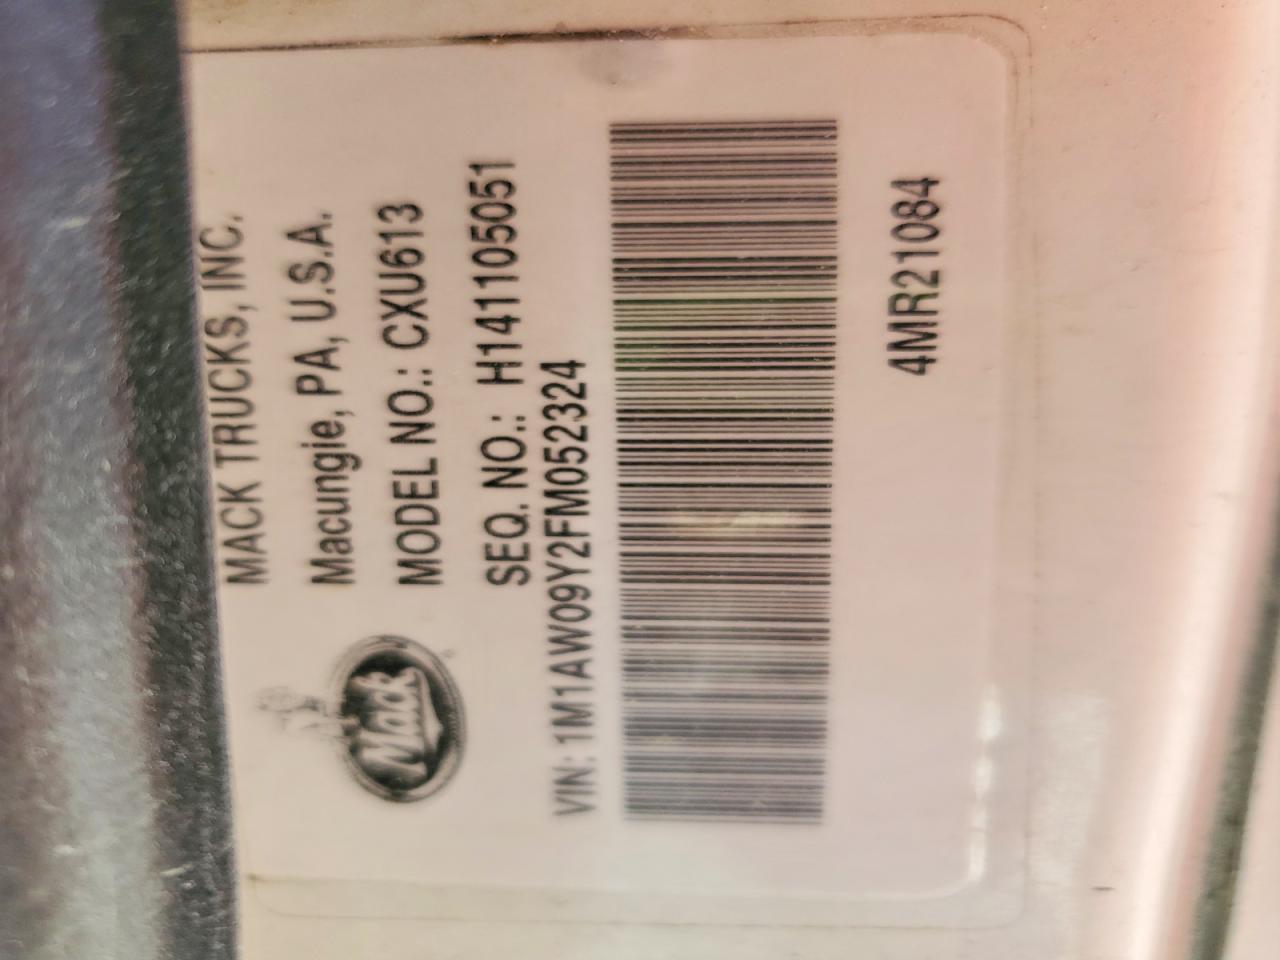 MACK TRUCKS, INC.
Macungie, PA, U.S.A.
MODEL NO.: CXU613
SEQ. NO.: H141105051
VIN: 1M1AW09Y2FM052324
4MR21084
Mack